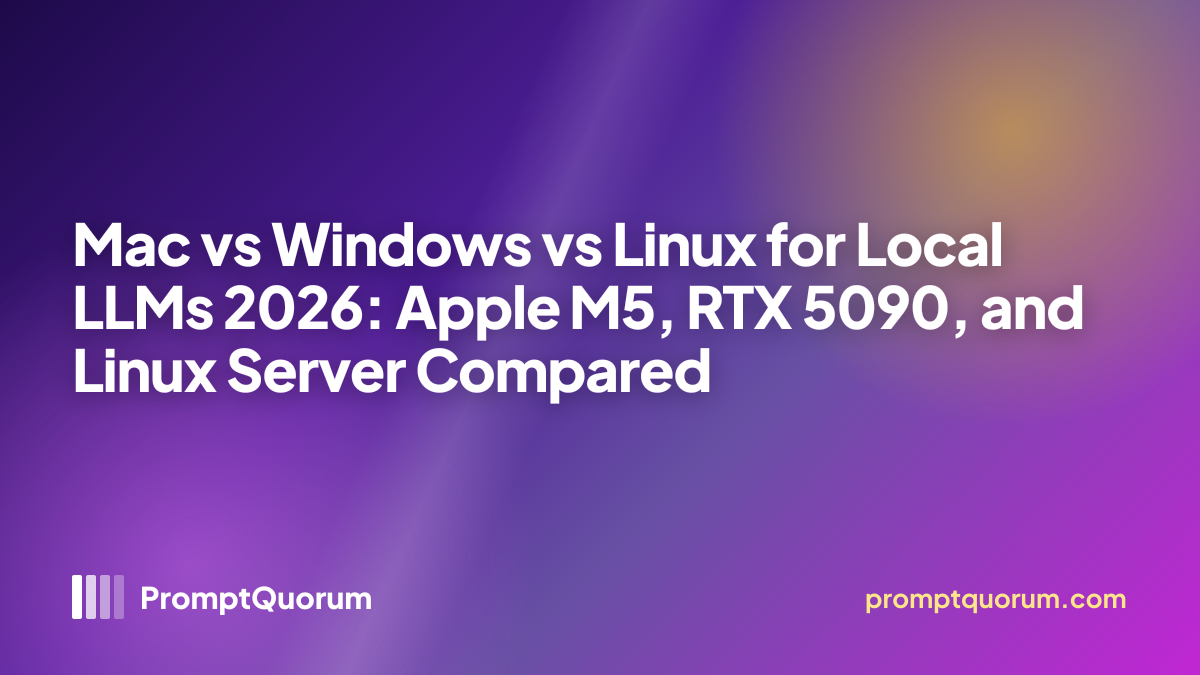 Mac vs Windows vs Linux for Local
LLMs 2026: Apple M5, RTX 5090, and
Linux Server Compared
PromptQuorum
promptquorum.com